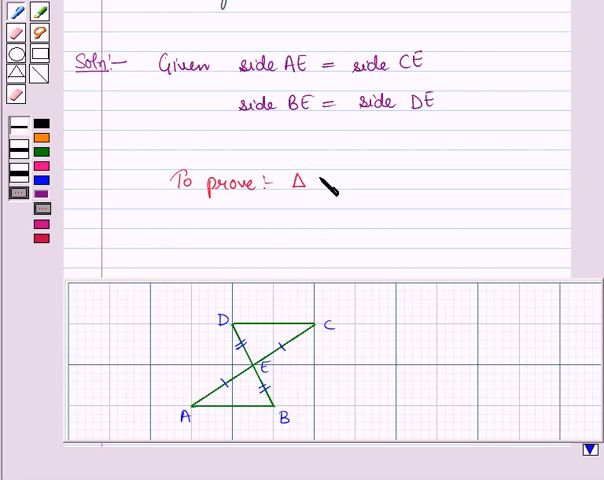 Soln:- Given side AE = side CE
side BE = side DE
To prove:- Δ
D C
E
A B